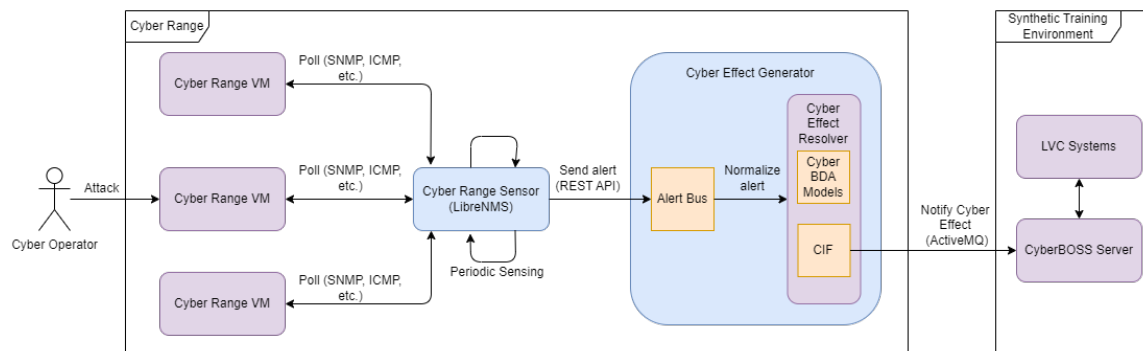 Cyber Range
Synthetic Training
Environment
Cyber Range VM
Poll (SNMP, ICMP,
etc.)
Cyber Effect Generator
Cyber
Effect
Resolver
Cyber
BDA
Models
LVC Systems
Cyber Operator
Attack
Cyber Range VM
Poll (SNMP, ICMP,
etc.)
Cyber Range Sensor
(LibreNMS)
Send alert
(REST API)
Alert Bus
Normalize
alert
CIF
Notify Cyber
Effect
(ActiveMQ)
CyberBOSS Server
Cyber Range VM
Poll (SNMP, ICMP,
etc.)
Periodic Sensing